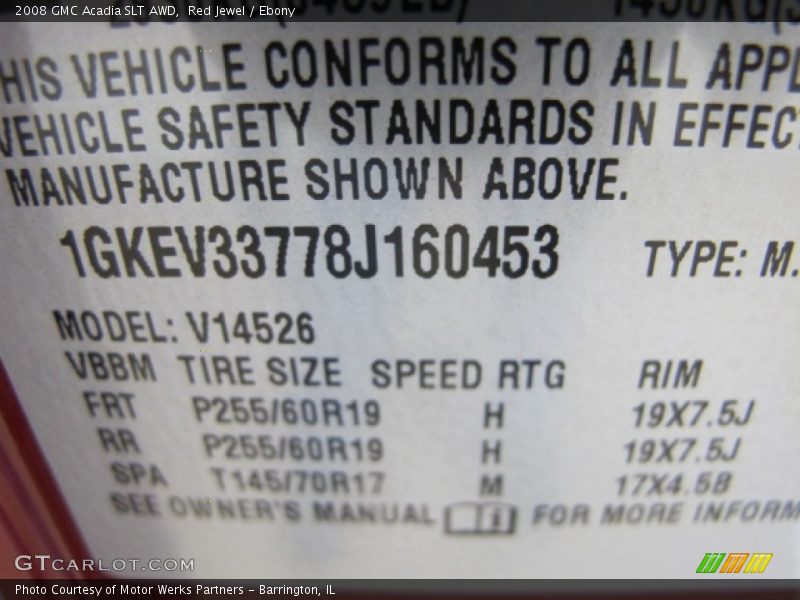 2008 GMC Acadia SLT AWD, Red Jewel / Ebony
HIS VEHICLE CONFORMS TO ALL APPL
VEHICLE SAFETY STANDARDS IN EFFEC
MANUFACTURE SHOWN ABOVE.
1GKEV33778J160453 TYPE: M.
MODEL: V14526
VBBM TIRE SIZE SPEED RTG RIM
FRT P255/60R19 H 19X7.5J
RR P255/60R19 H 19X7.5J
SPA T145/70R17 M 17X4.5B
SEE OWNER'S MANUAL FOR MORE INFORM
GTCARLOT.COM
Photo Courtesy of Motor Werks Partners - Barrington, IL